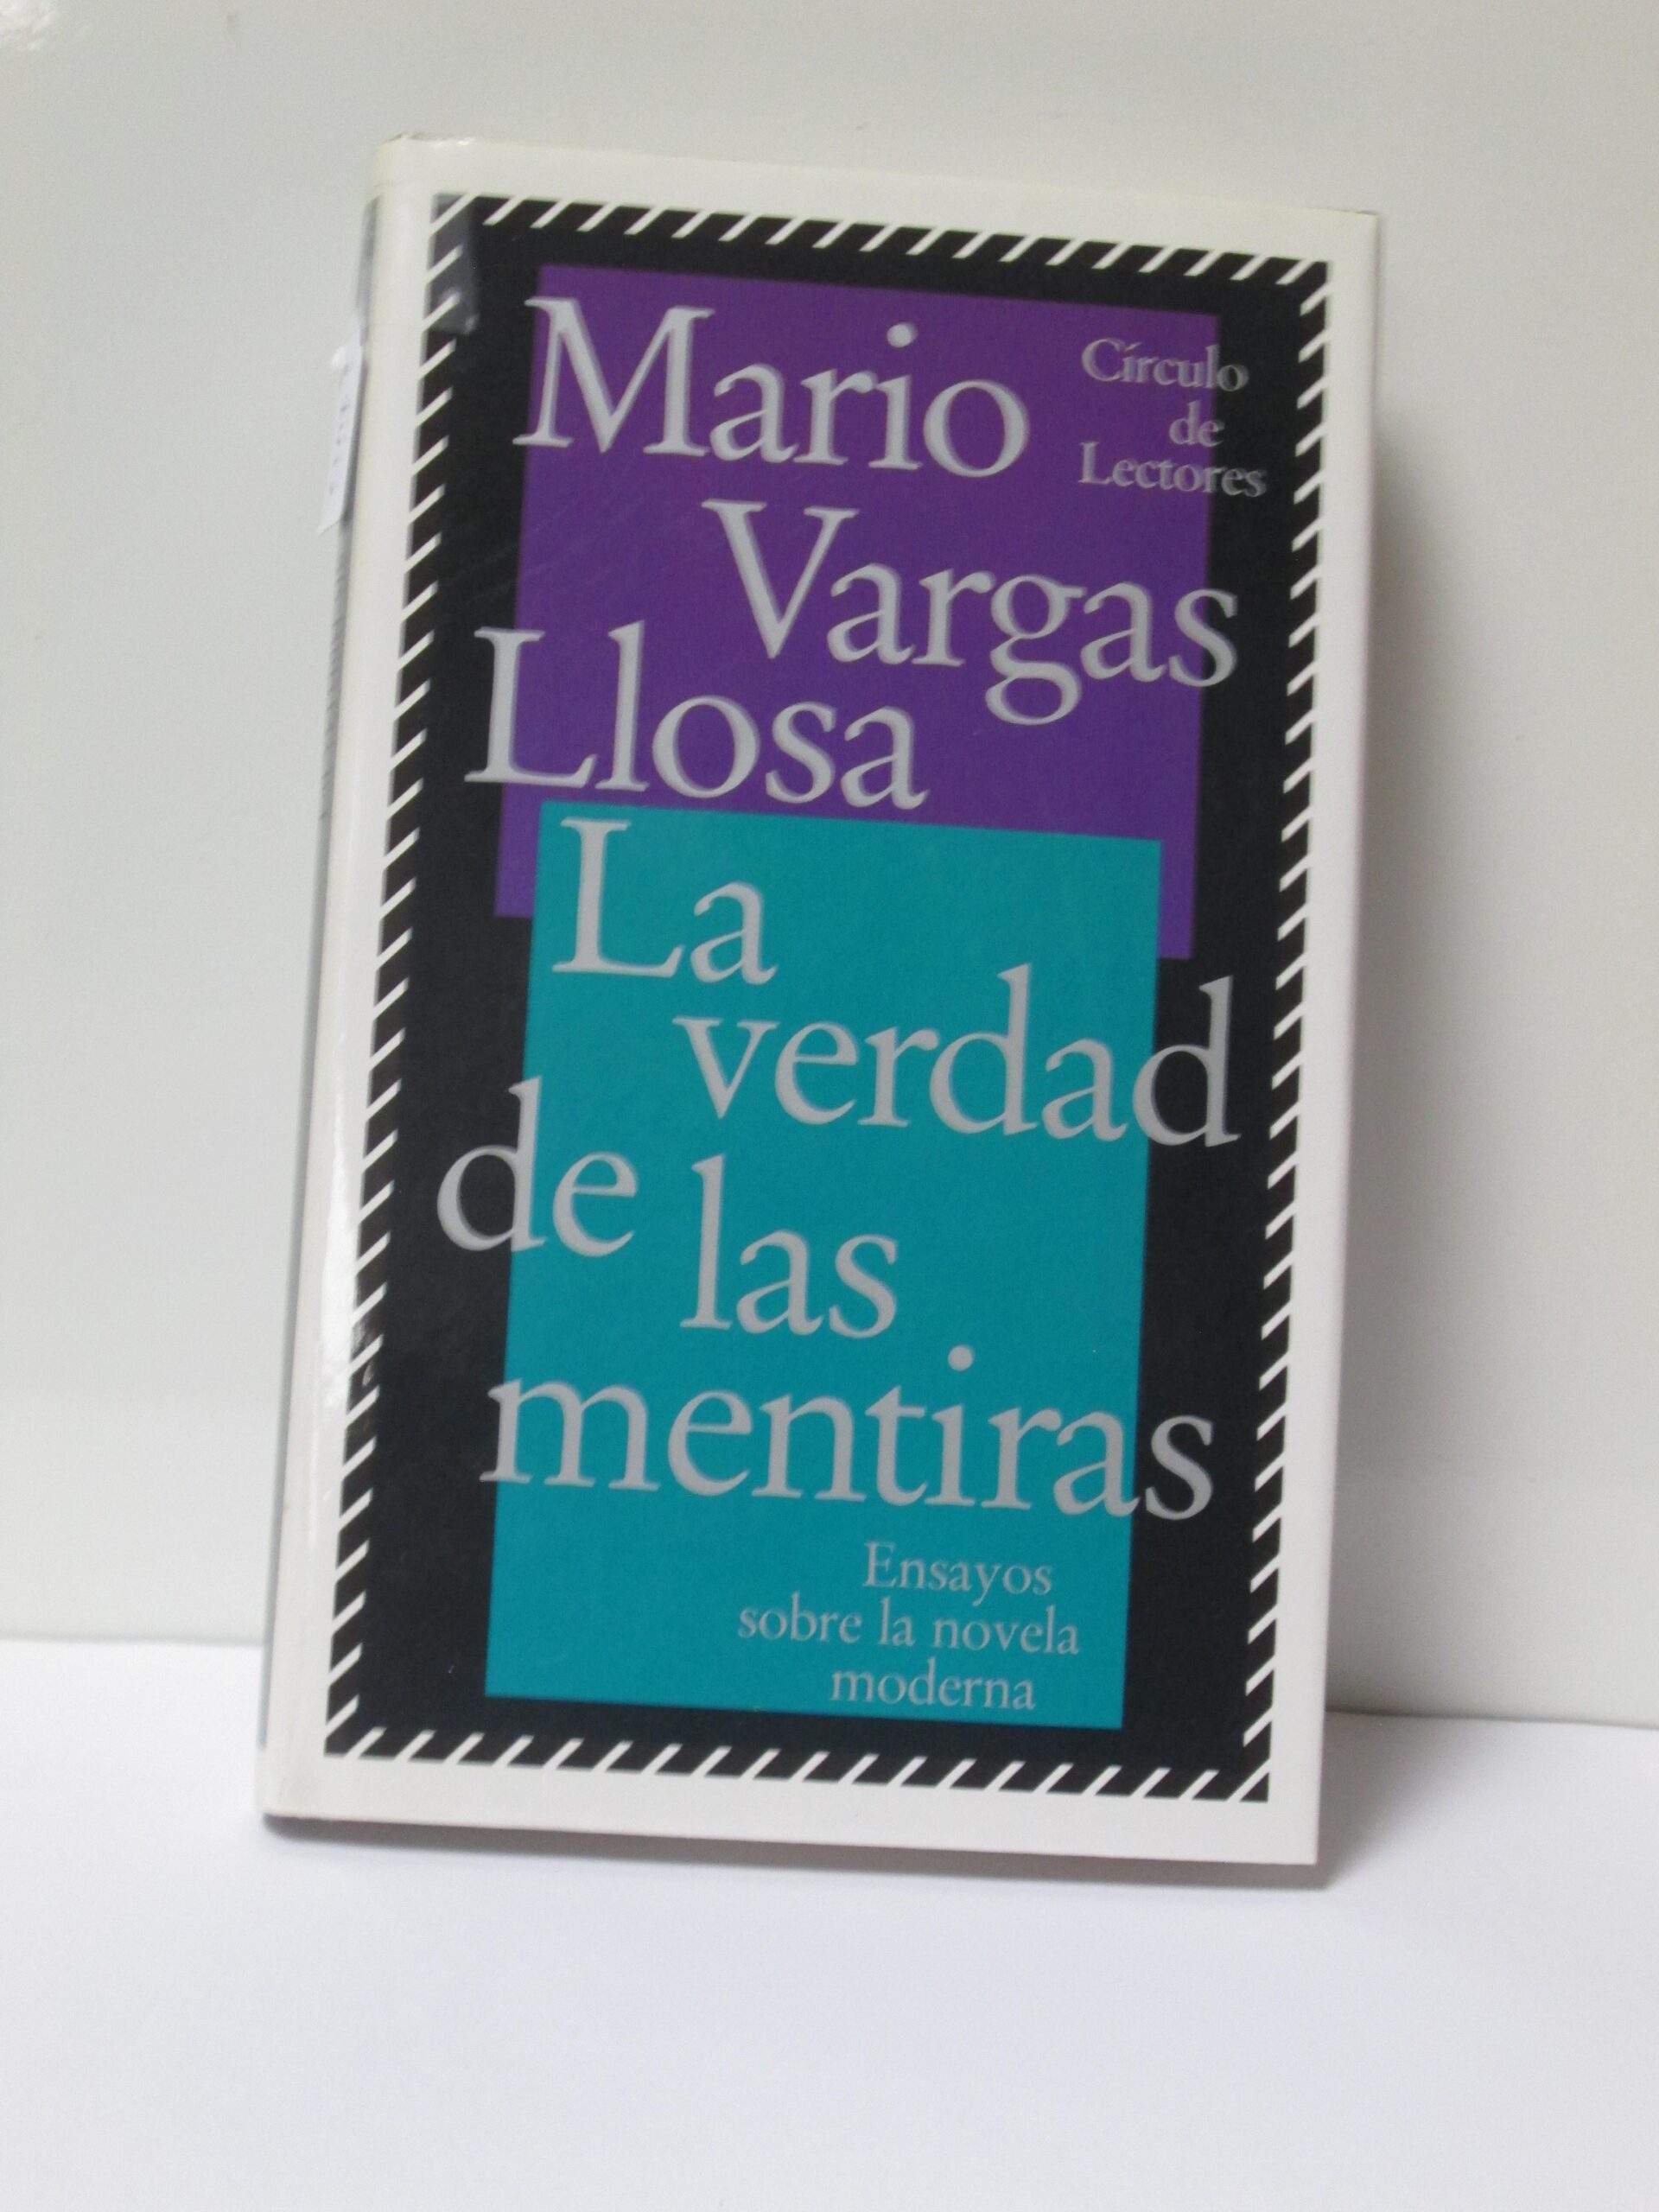 Mario
Círculo
de
Lectores
Vargas
Llosa
La
verdad
de las
mentiras
Ensayos
sobre la novela
moderna